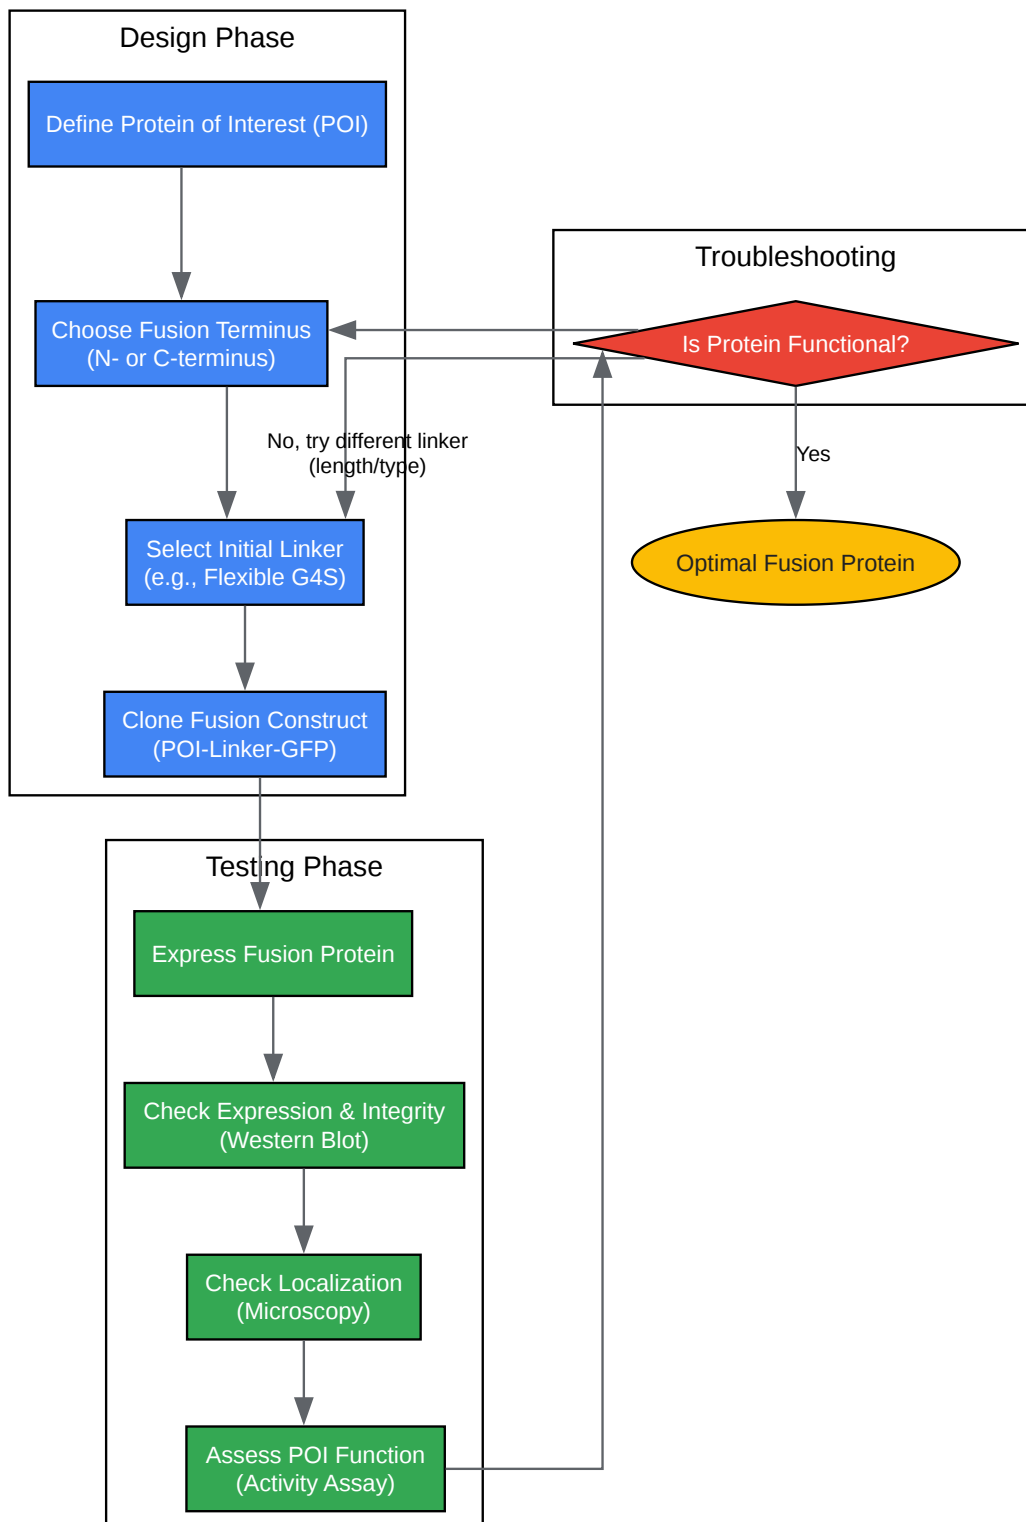 Design Phase
Define Protein of Interest (POI)
Choose Fusion Terminus
(N- or C-terminus)
No, try different linker
(length/type)
Select Initial Linker
(e.g., Flexible G4S)
Clone Fusion Construct
(POI-Linker-GFP)
Testing Phase
Express Fusion Protein
Check Expression & Integrity
(Western Blot)
Check Localization
(Microscopy)
Assess POI Function
(Activity Assay)
Troubleshooting
Is Protein Functional?
Yes
Optimal Fusion Protein